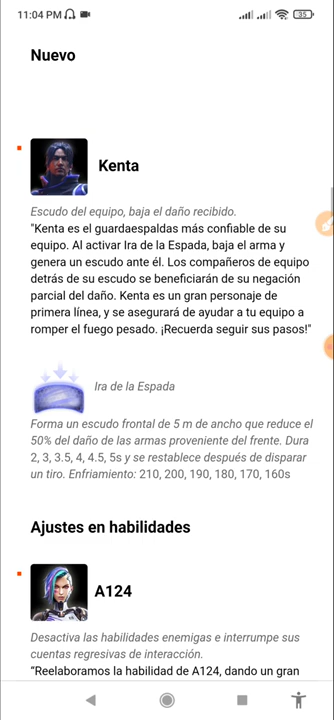 11:04 PM
35
Nuevo
Kenta
Escudo del equipo, baja el daño recibido.
"Kenta es el guardaespaldas más confiable de su
equipo. Al activar Ira de la Espada, baja el arma y
genera un escudo ante él. Los compañeros de equipo
detrás de su escudo se beneficiarán de su negación
parcial del daño. Kenta es un gran personaje de
primera línea, y se asegurará de ayudar a tu equipo a
romper el fuego pesado. ¡Recuerda seguir sus pasos!"
Ira de la Espada
Forma un escudo frontal de 5 m de ancho que reduce el
50% del daño de las armas proveniente del frente. Dura
2, 3, 3.5, 4, 4.5, 5s y se restablece después de disparar
un tiro. Enfriamiento: 210, 200, 190, 180, 170, 160s
Ajustes en habilidades
A124
Desactiva las habilidades enemigas e interrumpe sus
cuentas regresivas de interacción.
“Reelaboramos la habilidad de A124, dando un gran